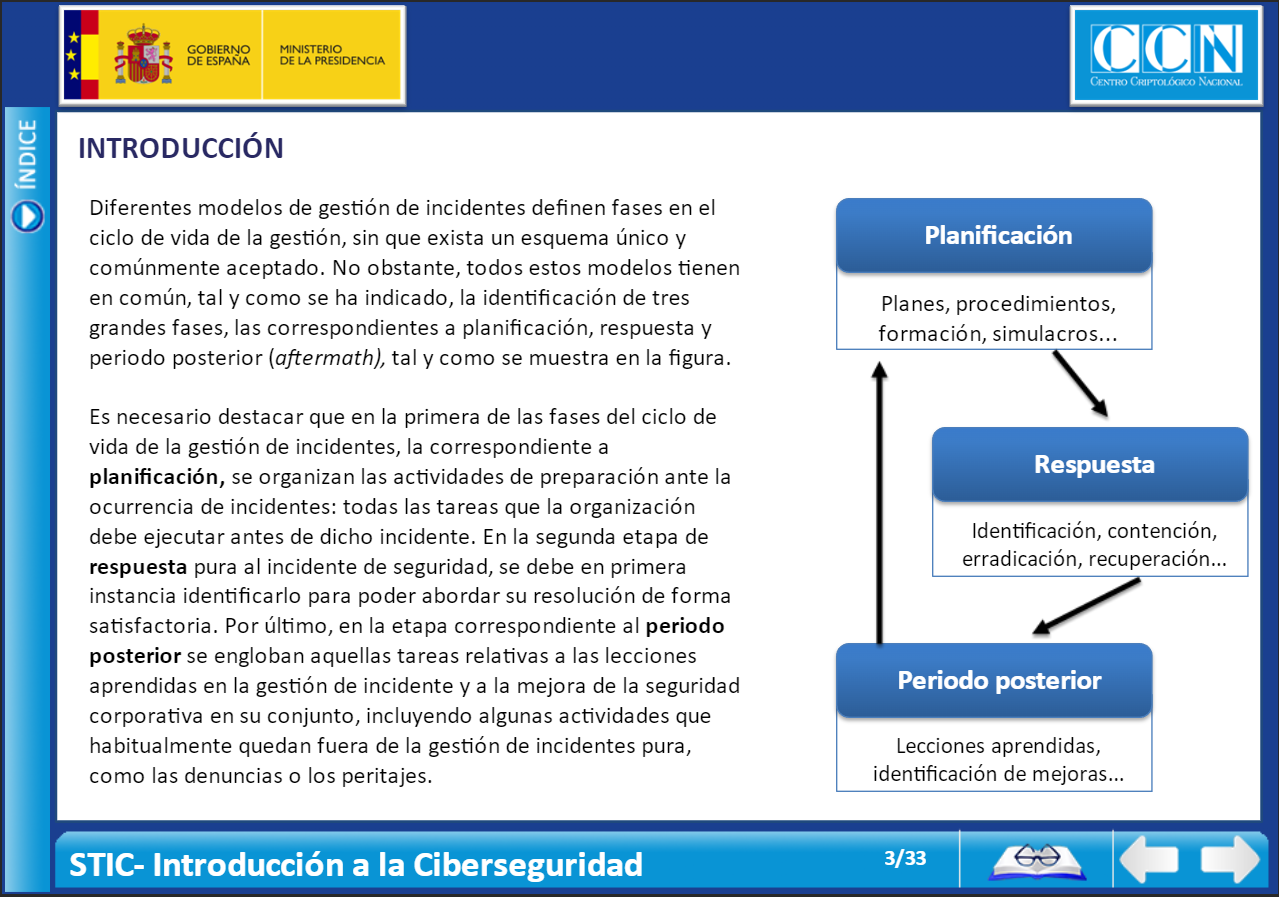 GOBIERNO
DE ESPAÑA
MINISTERIO
DE LA PRESIDENCIA
CCN
CENTRO CRIPTOLÓGICO NACIONAL
ÍNDICE
INTRODUCCIÓN
Diferentes modelos de gestión de incidentes definen fases en el
ciclo de vida de la gestión, sin que exista un esquema único y
comúnmente aceptado. No obstante, todos estos modelos tienen
en común, tal y como se ha indicado, la identificación de tres
grandes fases, las correspondientes a planificación, respuesta y
periodo posterior (aftermath), tal y como se muestra en la figura.
Es necesario destacar que en la primera de las fases del ciclo de
vida de la gestión de incidentes, la correspondiente a
planificación, se organizan las actividades de preparación ante la
ocurrencia de incidentes: todas las tareas que la organización
debe ejecutar antes de dicho incidente. En la segunda etapa de
respuesta pura al incidente de seguridad, se debe en primera
instancia identificarlo para poder abordar su resolución de forma
satisfactoria. Por último, en la etapa correspondiente al periodo
posterior se engloban aquellas tareas relativas a las lecciones
aprendidas en la gestión de incidente y a la mejora de la seguridad
corporativa en su conjunto, incluyendo algunas actividades que
habitualmente quedan fuera de la gestión de incidentes pura,
como las denuncias o los peritajes.
Planificación
Planes, procedimientos,
formación, simulacros...
Respuesta
Identificación, contención,
erradicación, recuperación...
Periodo posterior
Lecciones aprendidas,
identificación de mejoras...
STIC- Introducción a la Ciberseguridad
3/33